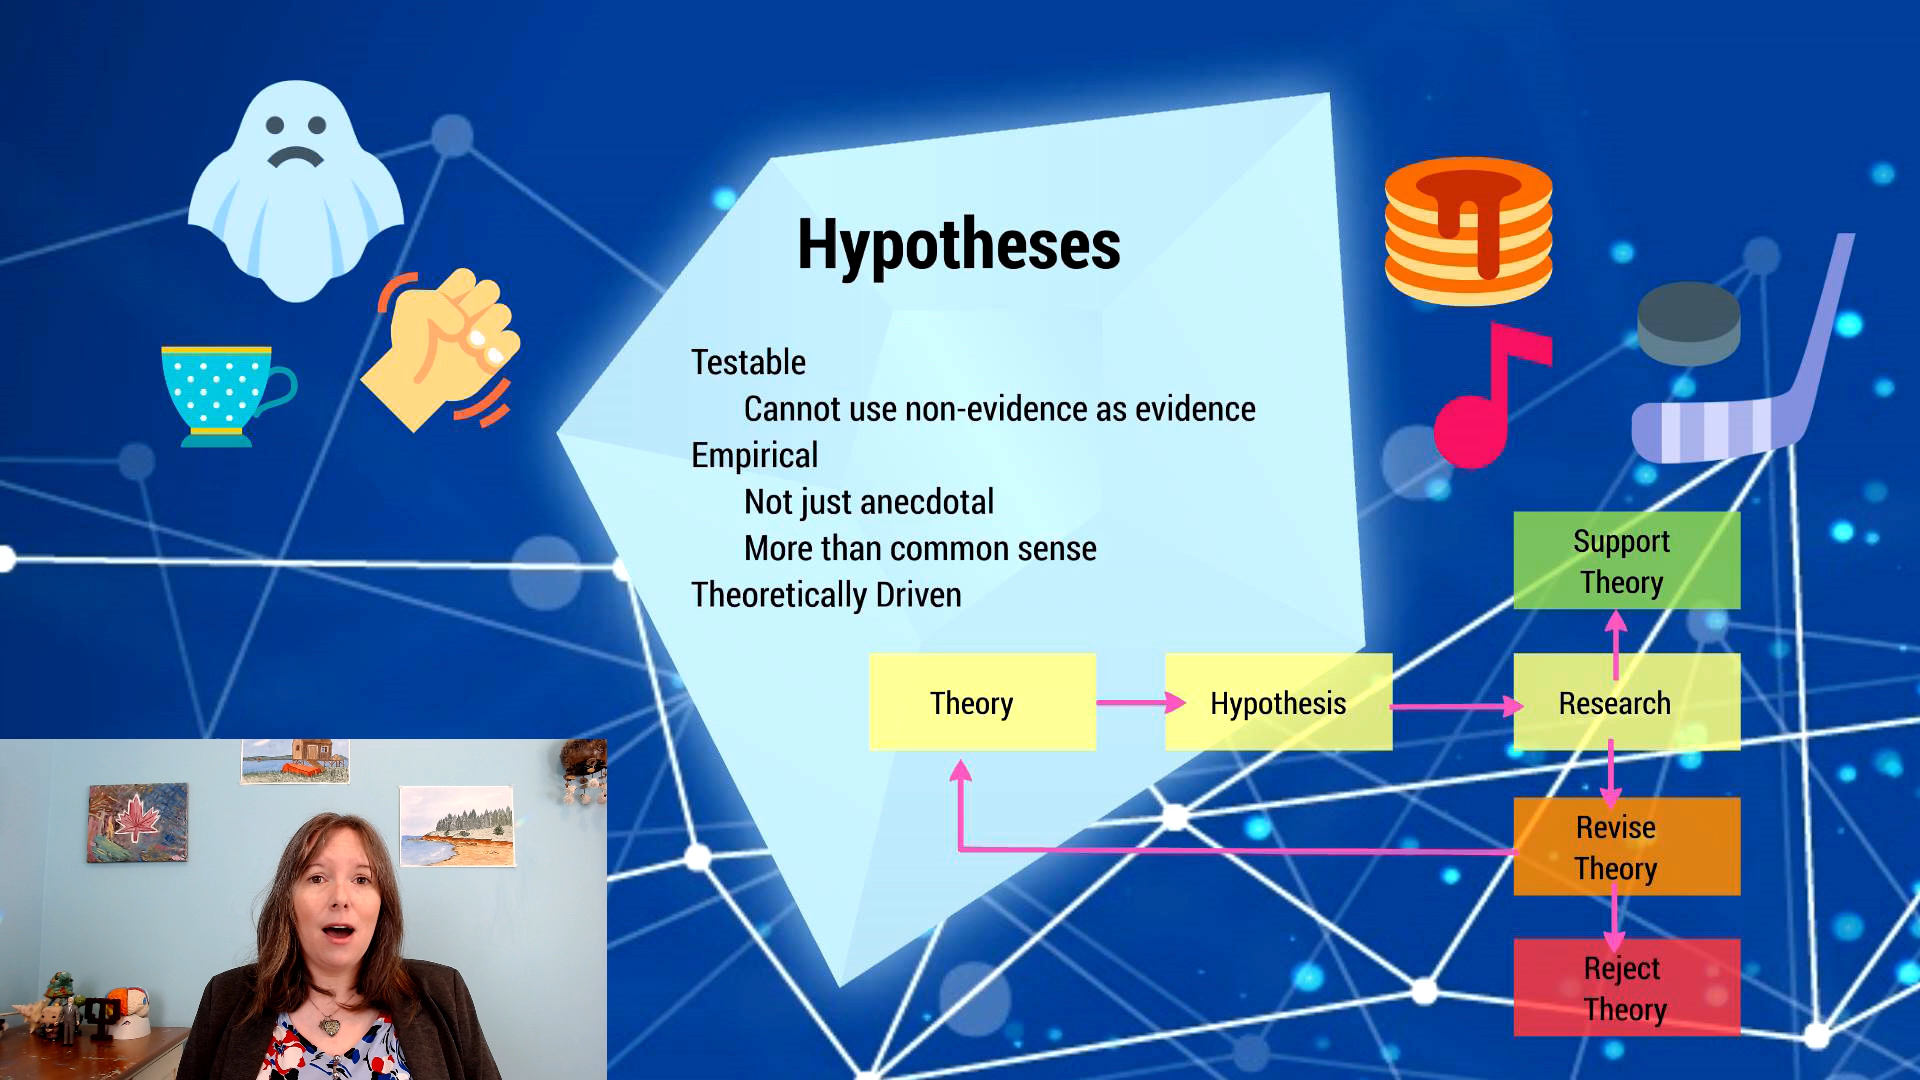 Hypotheses
Testable
Cannot use non-evidence as evidence
Empirical
Not just anecdotal
More than common sense
Theoretically Driven
Support
Theory
Theory
Hypothesis
Research
Revise
Theory
Reject
Theory